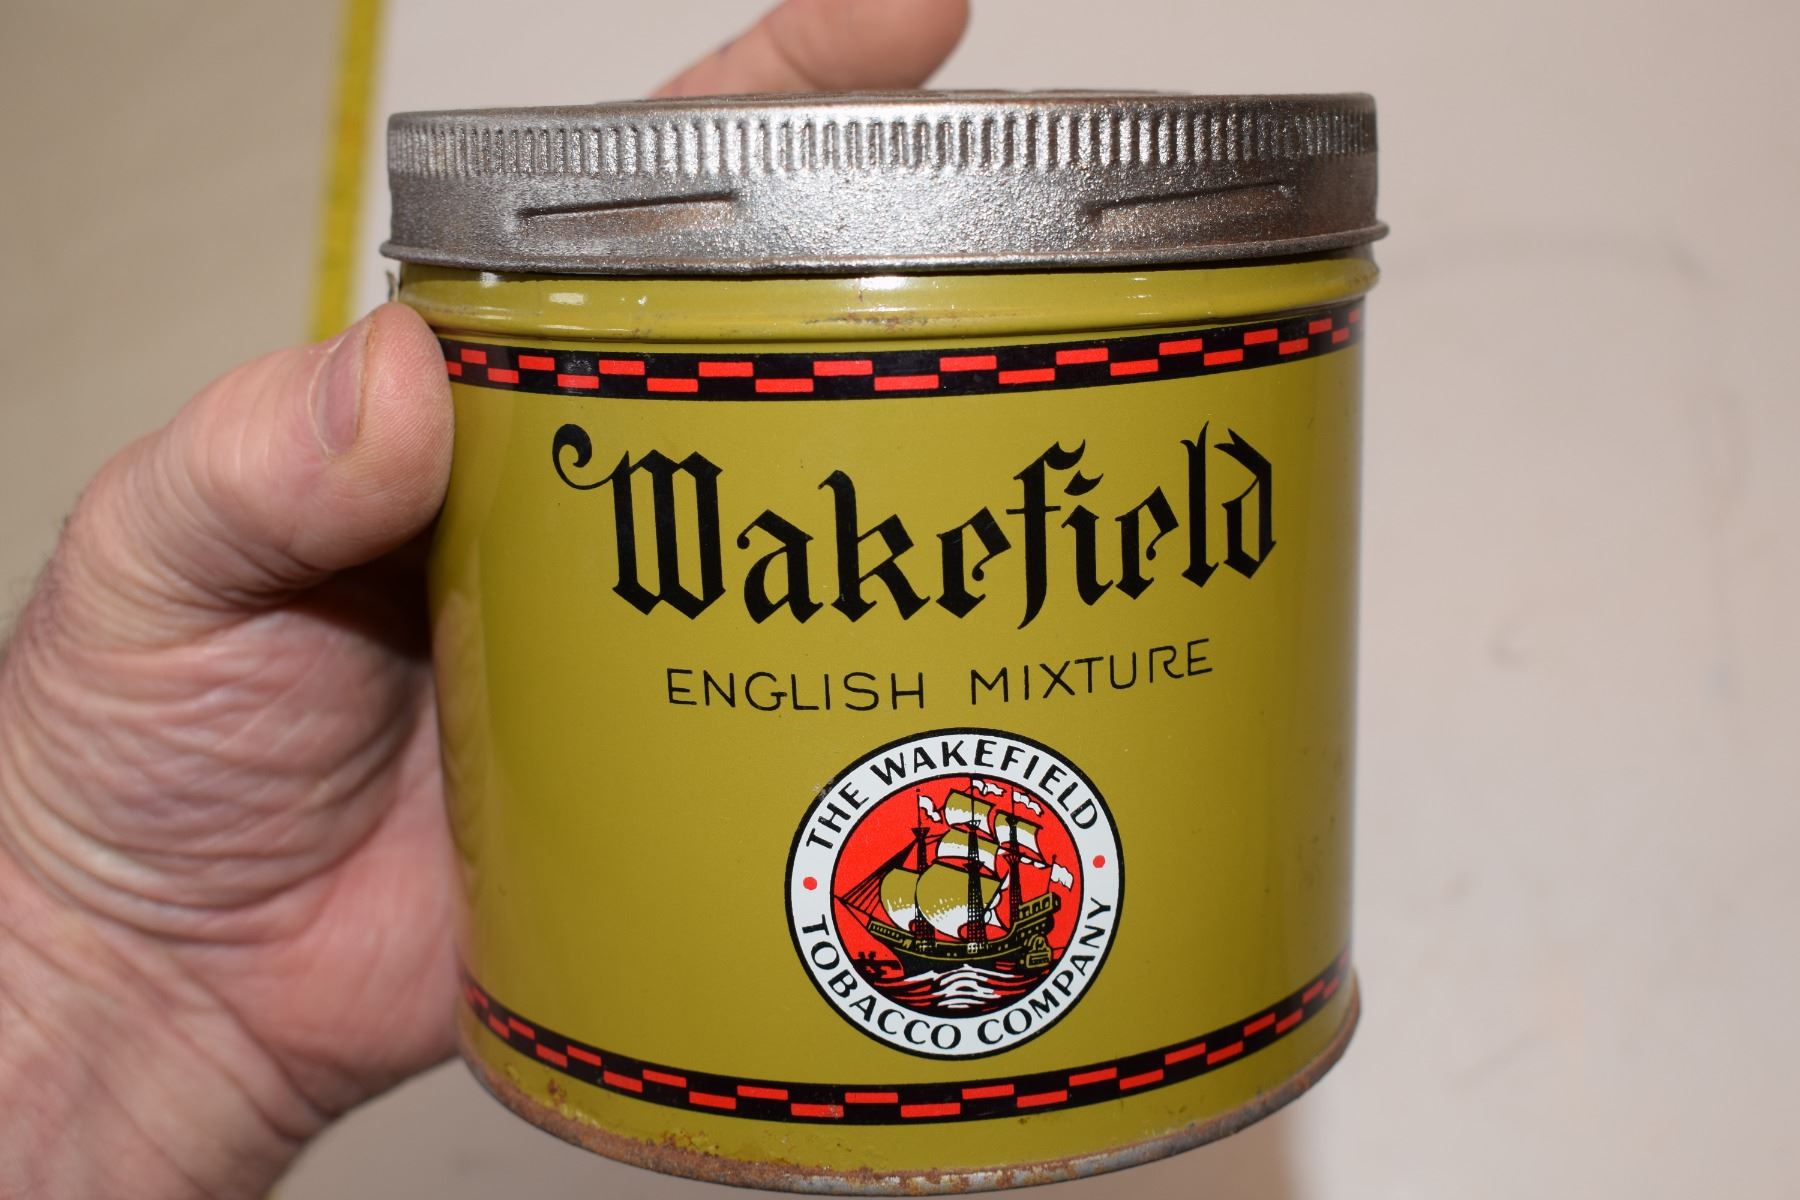 Wakefield
ENGLISH MIXTURE
THE WAKEFIELD
TOBACCO COMPANY